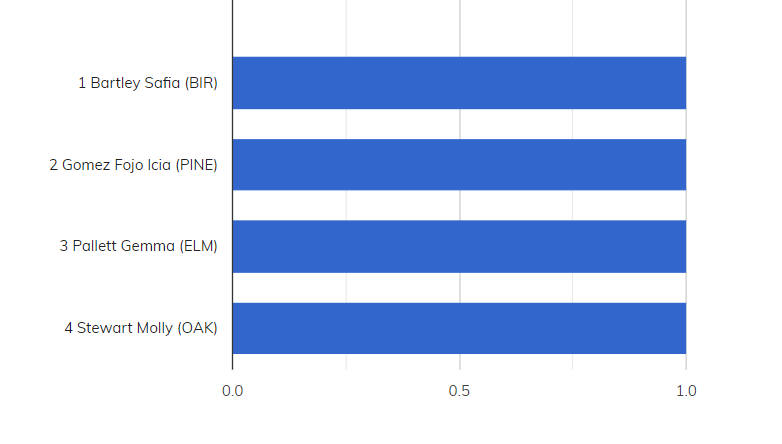 1 Bartley Safia (BIR)
2 Gomez Fojo Icia (PINE)
3 Pallett Gemma (ELM)
4 Stewart Molly (OAK)
0.0 0.5 1.0